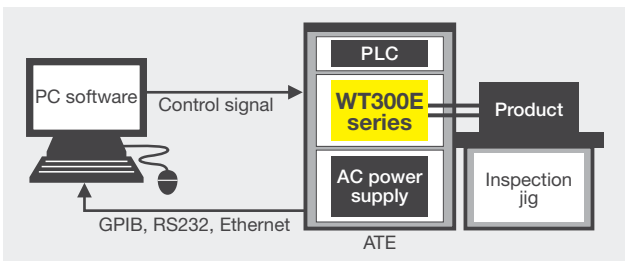 PLC
PC software
Control signal
WT300E
series
Product
AC power
supply
Inspection
jig
GPIB, RS232, Ethernet
ATE